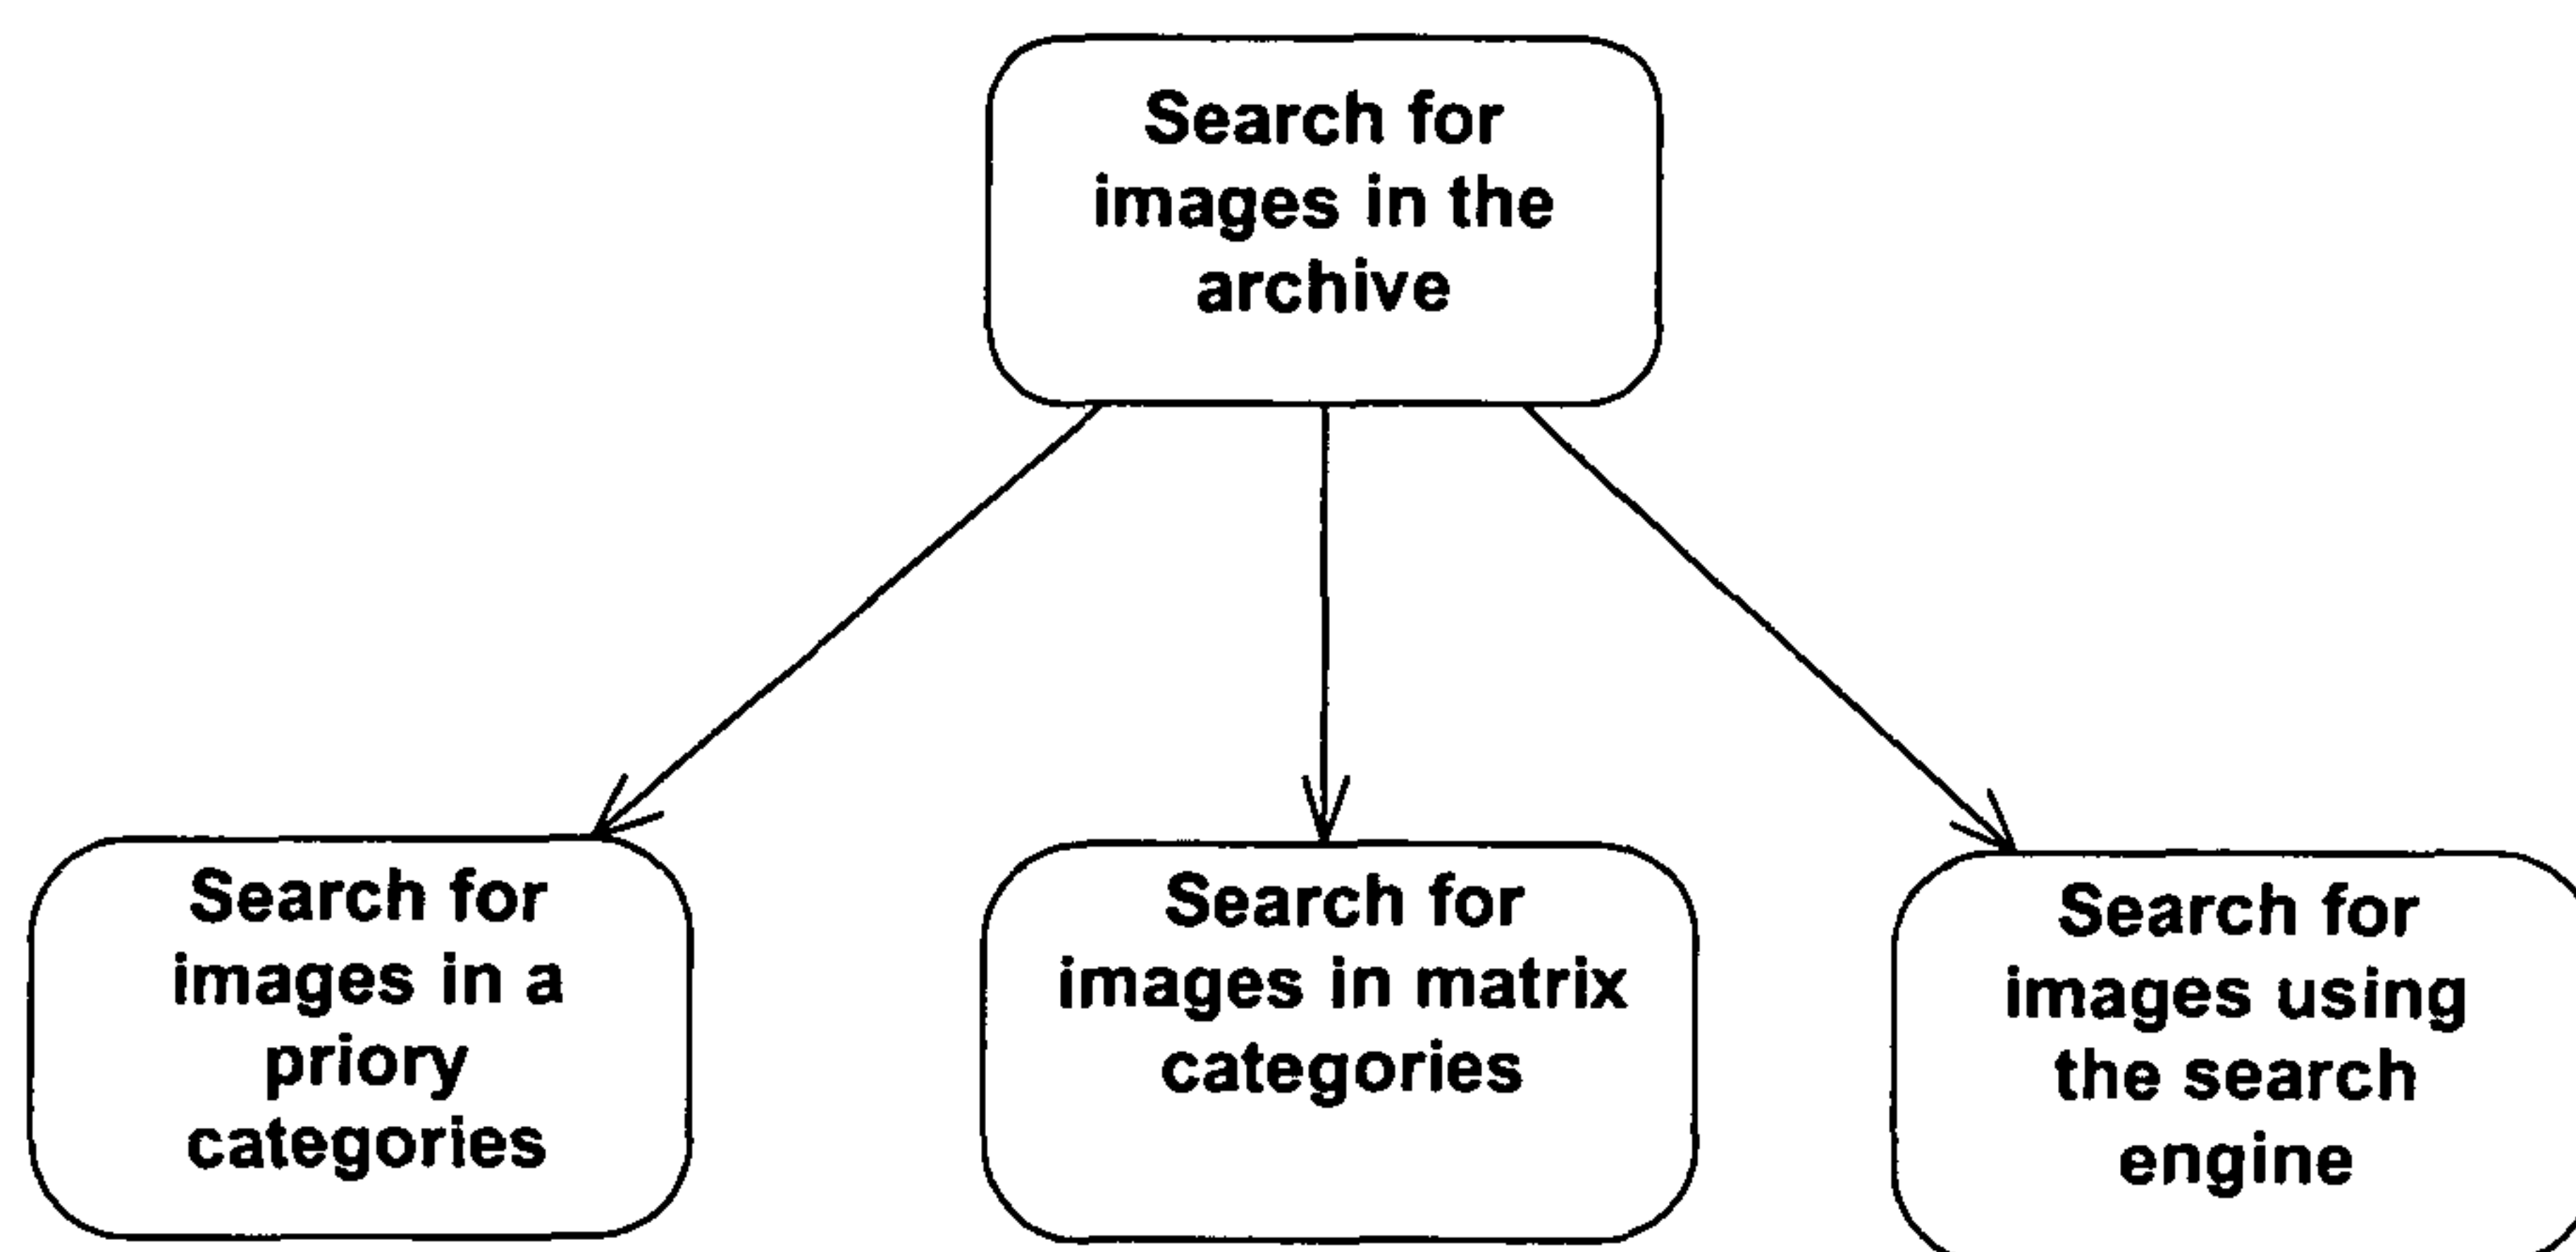 Search for
images in the
archive
Search for
images in a
priory
categories
Search for
images in matrix
categories
Search for
images using
the search
engine